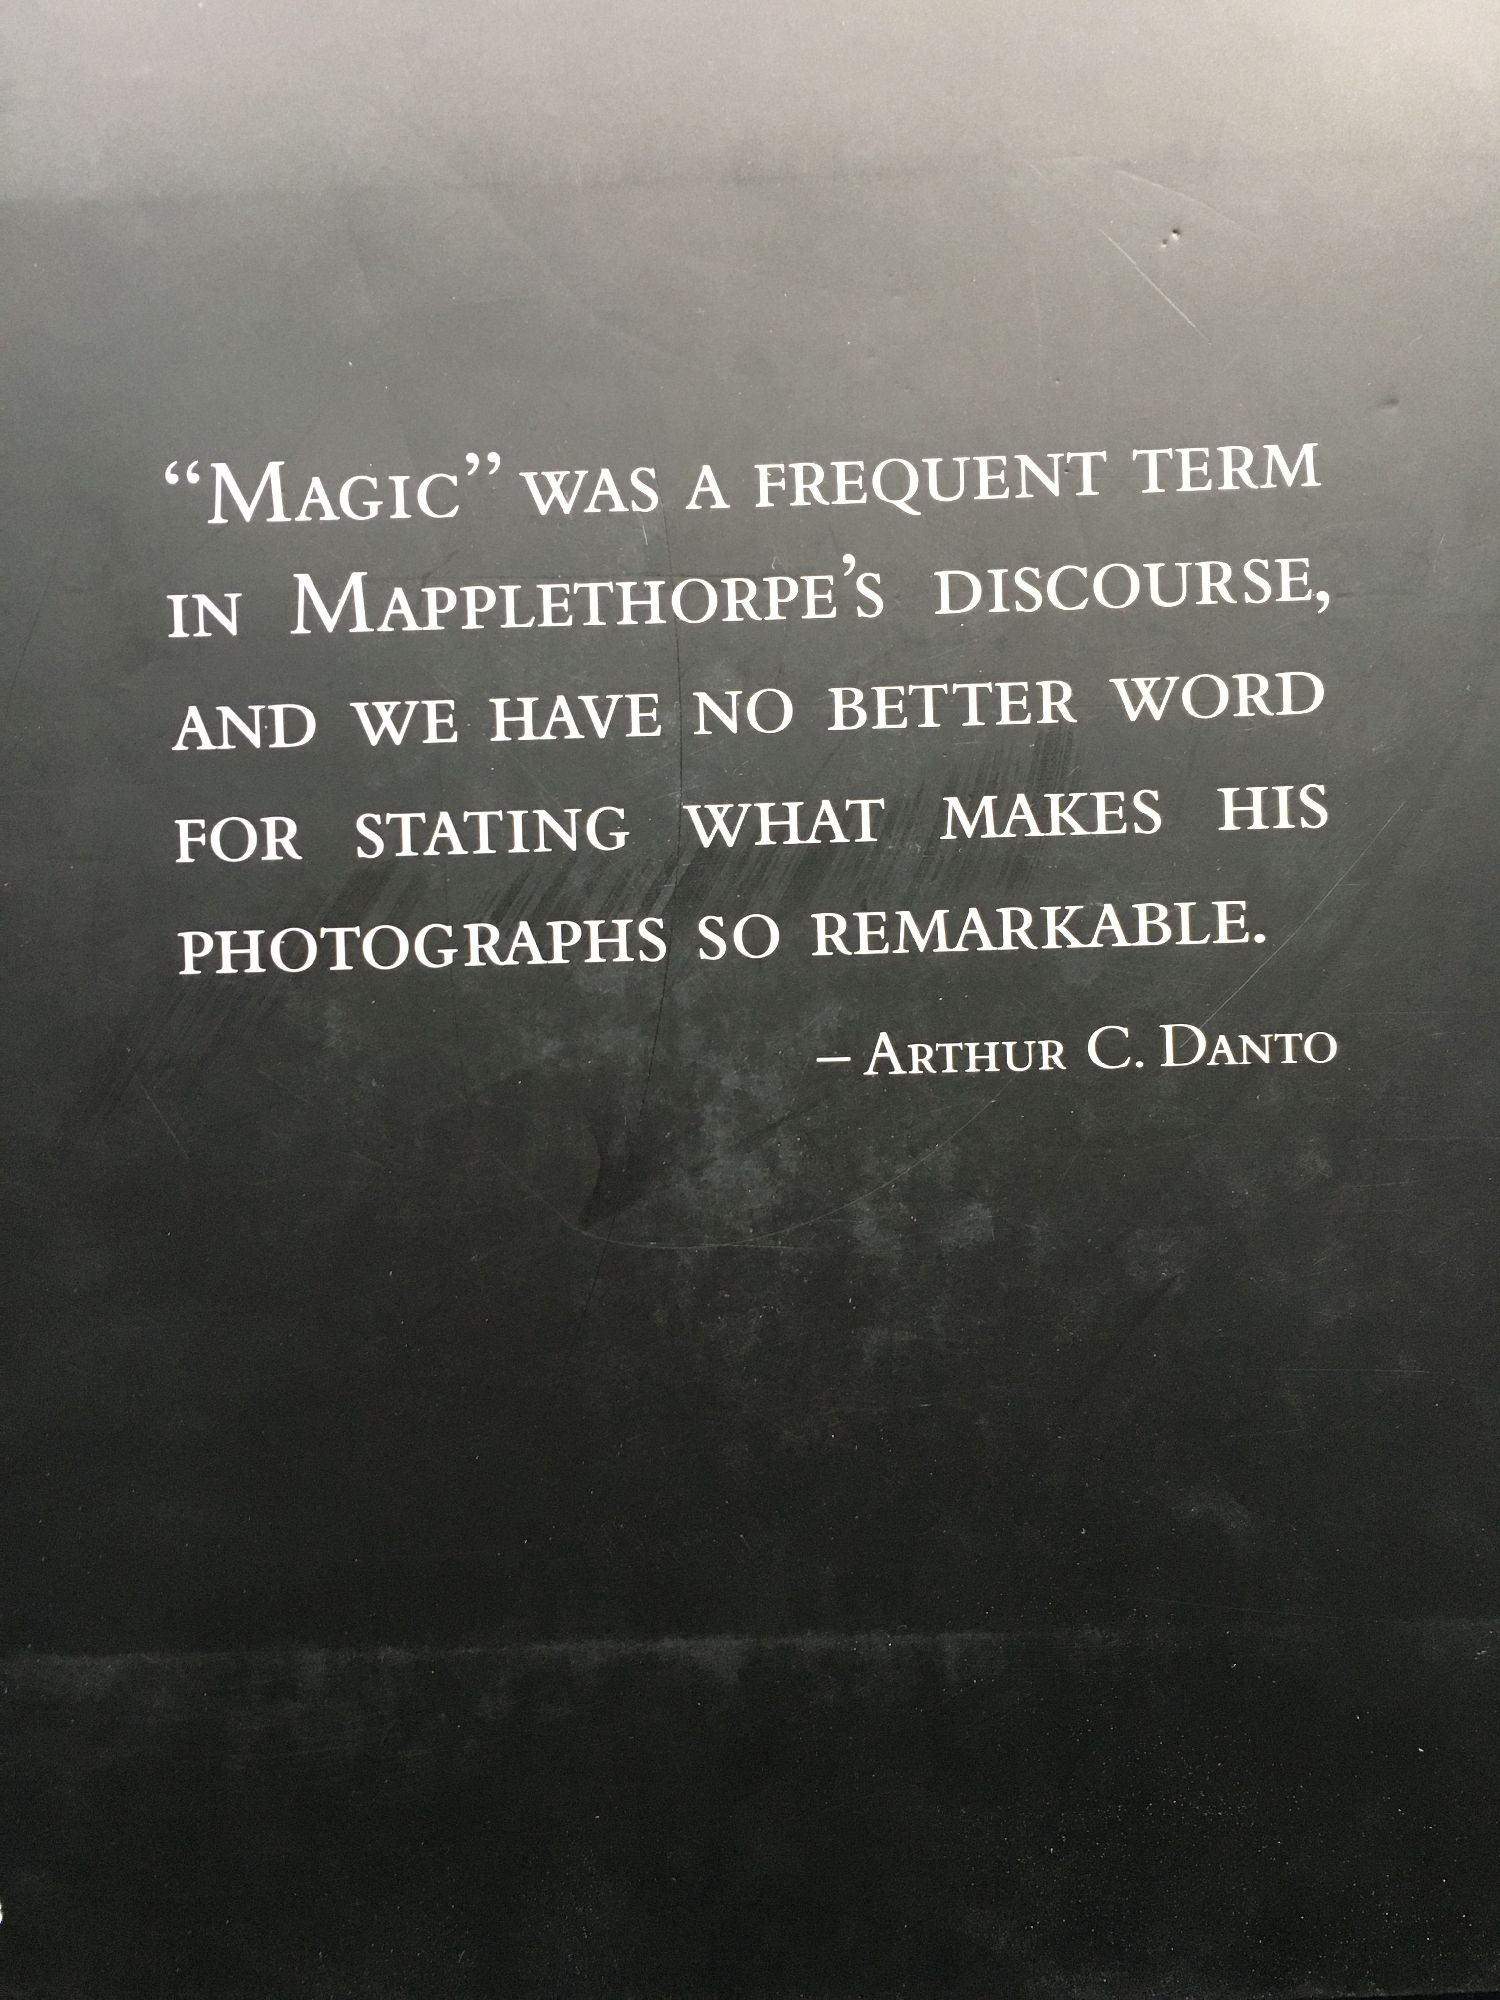 “Magic” was a frequent term
in Mapplethorpe’s discourse,
and we have no better word
for stating what makes his
photographs so remarkable.
– Arthur C. Danto